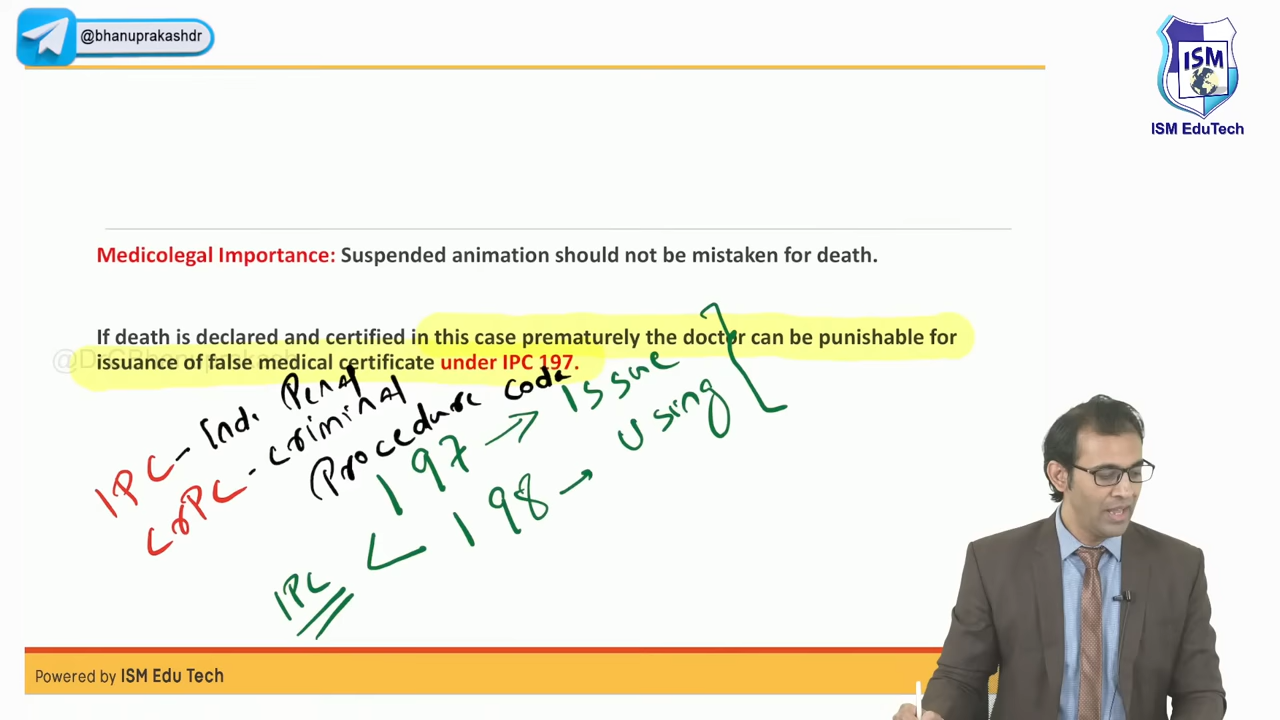 @bhanuprakashdr
ISM
ISM EduTech
Medicolegal Importance: Suspended animation should not be mistaken for death.
If death is declared and certified in this case prematurely the doctor can be punishable for
issuance of false medical certificate under IPC 197.
IPC - Ind. Penal
CrPC - criminal
Procedure code
197 → Issue
198 → using
IPC
Powered by ISM Edu Tech